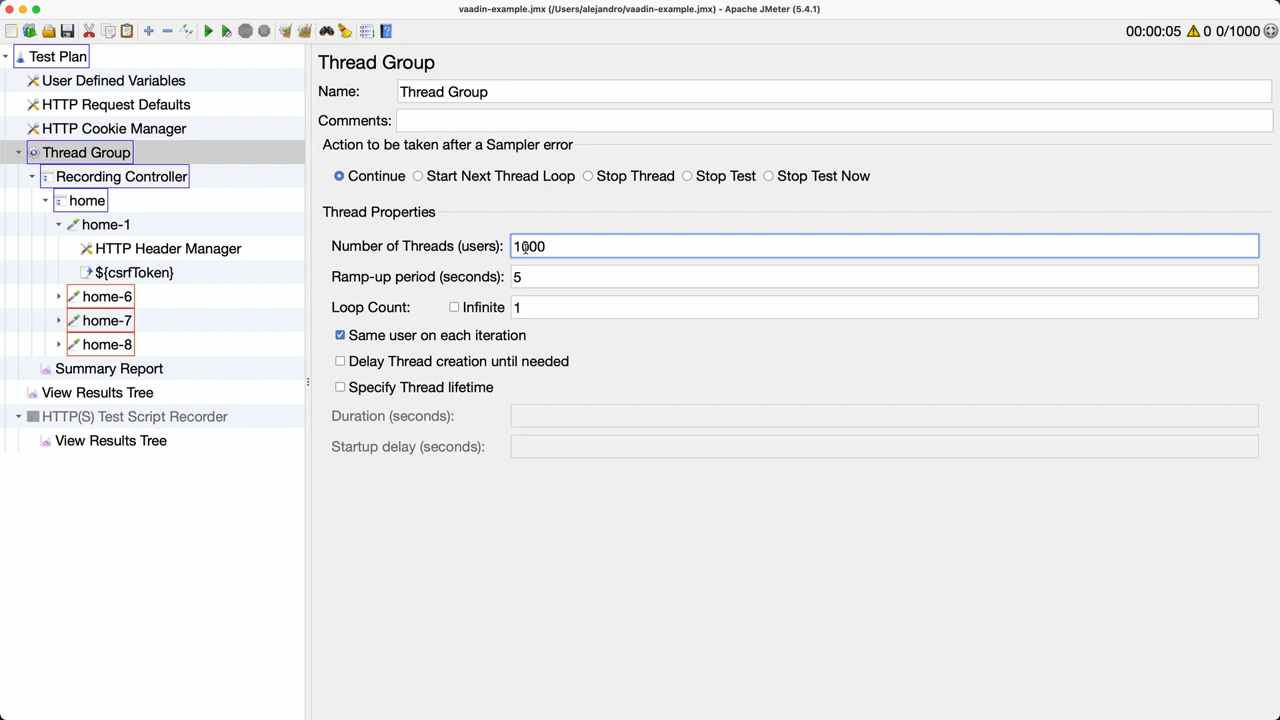 vaadin-example.jmx (/Users/alejandro/vaadin-example.jmx) - Apache JMeter (5.4.1)
00:00:05 0 0/1000
Test Plan
User Defined Variables
HTTP Request Defaults
HTTP Cookie Manager
Thread Group
Recording Controller
home
home-1
HTTP Header Manager
${csrfToken}
home-6
home-7
home-8
Summary Report
View Results Tree
HTTP(S) Test Script Recorder
View Results Tree
Thread Group
Name: Thread Group
Comments:
Action to be taken after a Sampler error
Continue Start Next Thread Loop Stop Thread Stop Test Stop Test Now
Thread Properties
Number of Threads (users): 1000
Ramp-up period (seconds): 5
Loop Count: Infinite 1
Same user on each iteration
Delay Thread creation until needed
Specify Thread lifetime
Duration (seconds):
Startup delay (seconds):